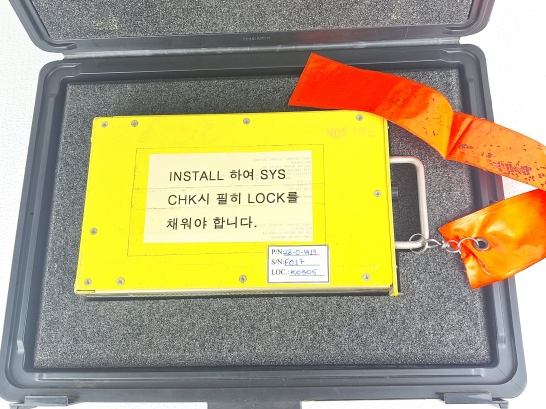 INSTALL 하여 SYS
CHK시 필히 LOCK를
채워야 합니다.
P/N:
S/N: F017
LOC.: K0305